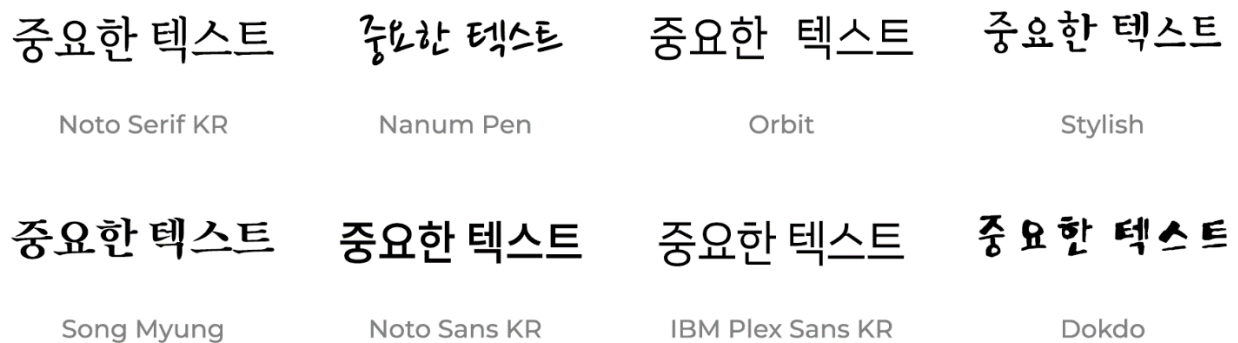 중요한 텍스트 중요한 텍스트 중요한 텍스트 중요한 텍스트
Noto Serif KR Nanum Pen Orbit Stylish
중요한 텍스트 중요한 텍스트 중요한 텍스트 중요한 텍스트
Song Myung Noto Sans KR IBM Plex Sans KR Dokdo